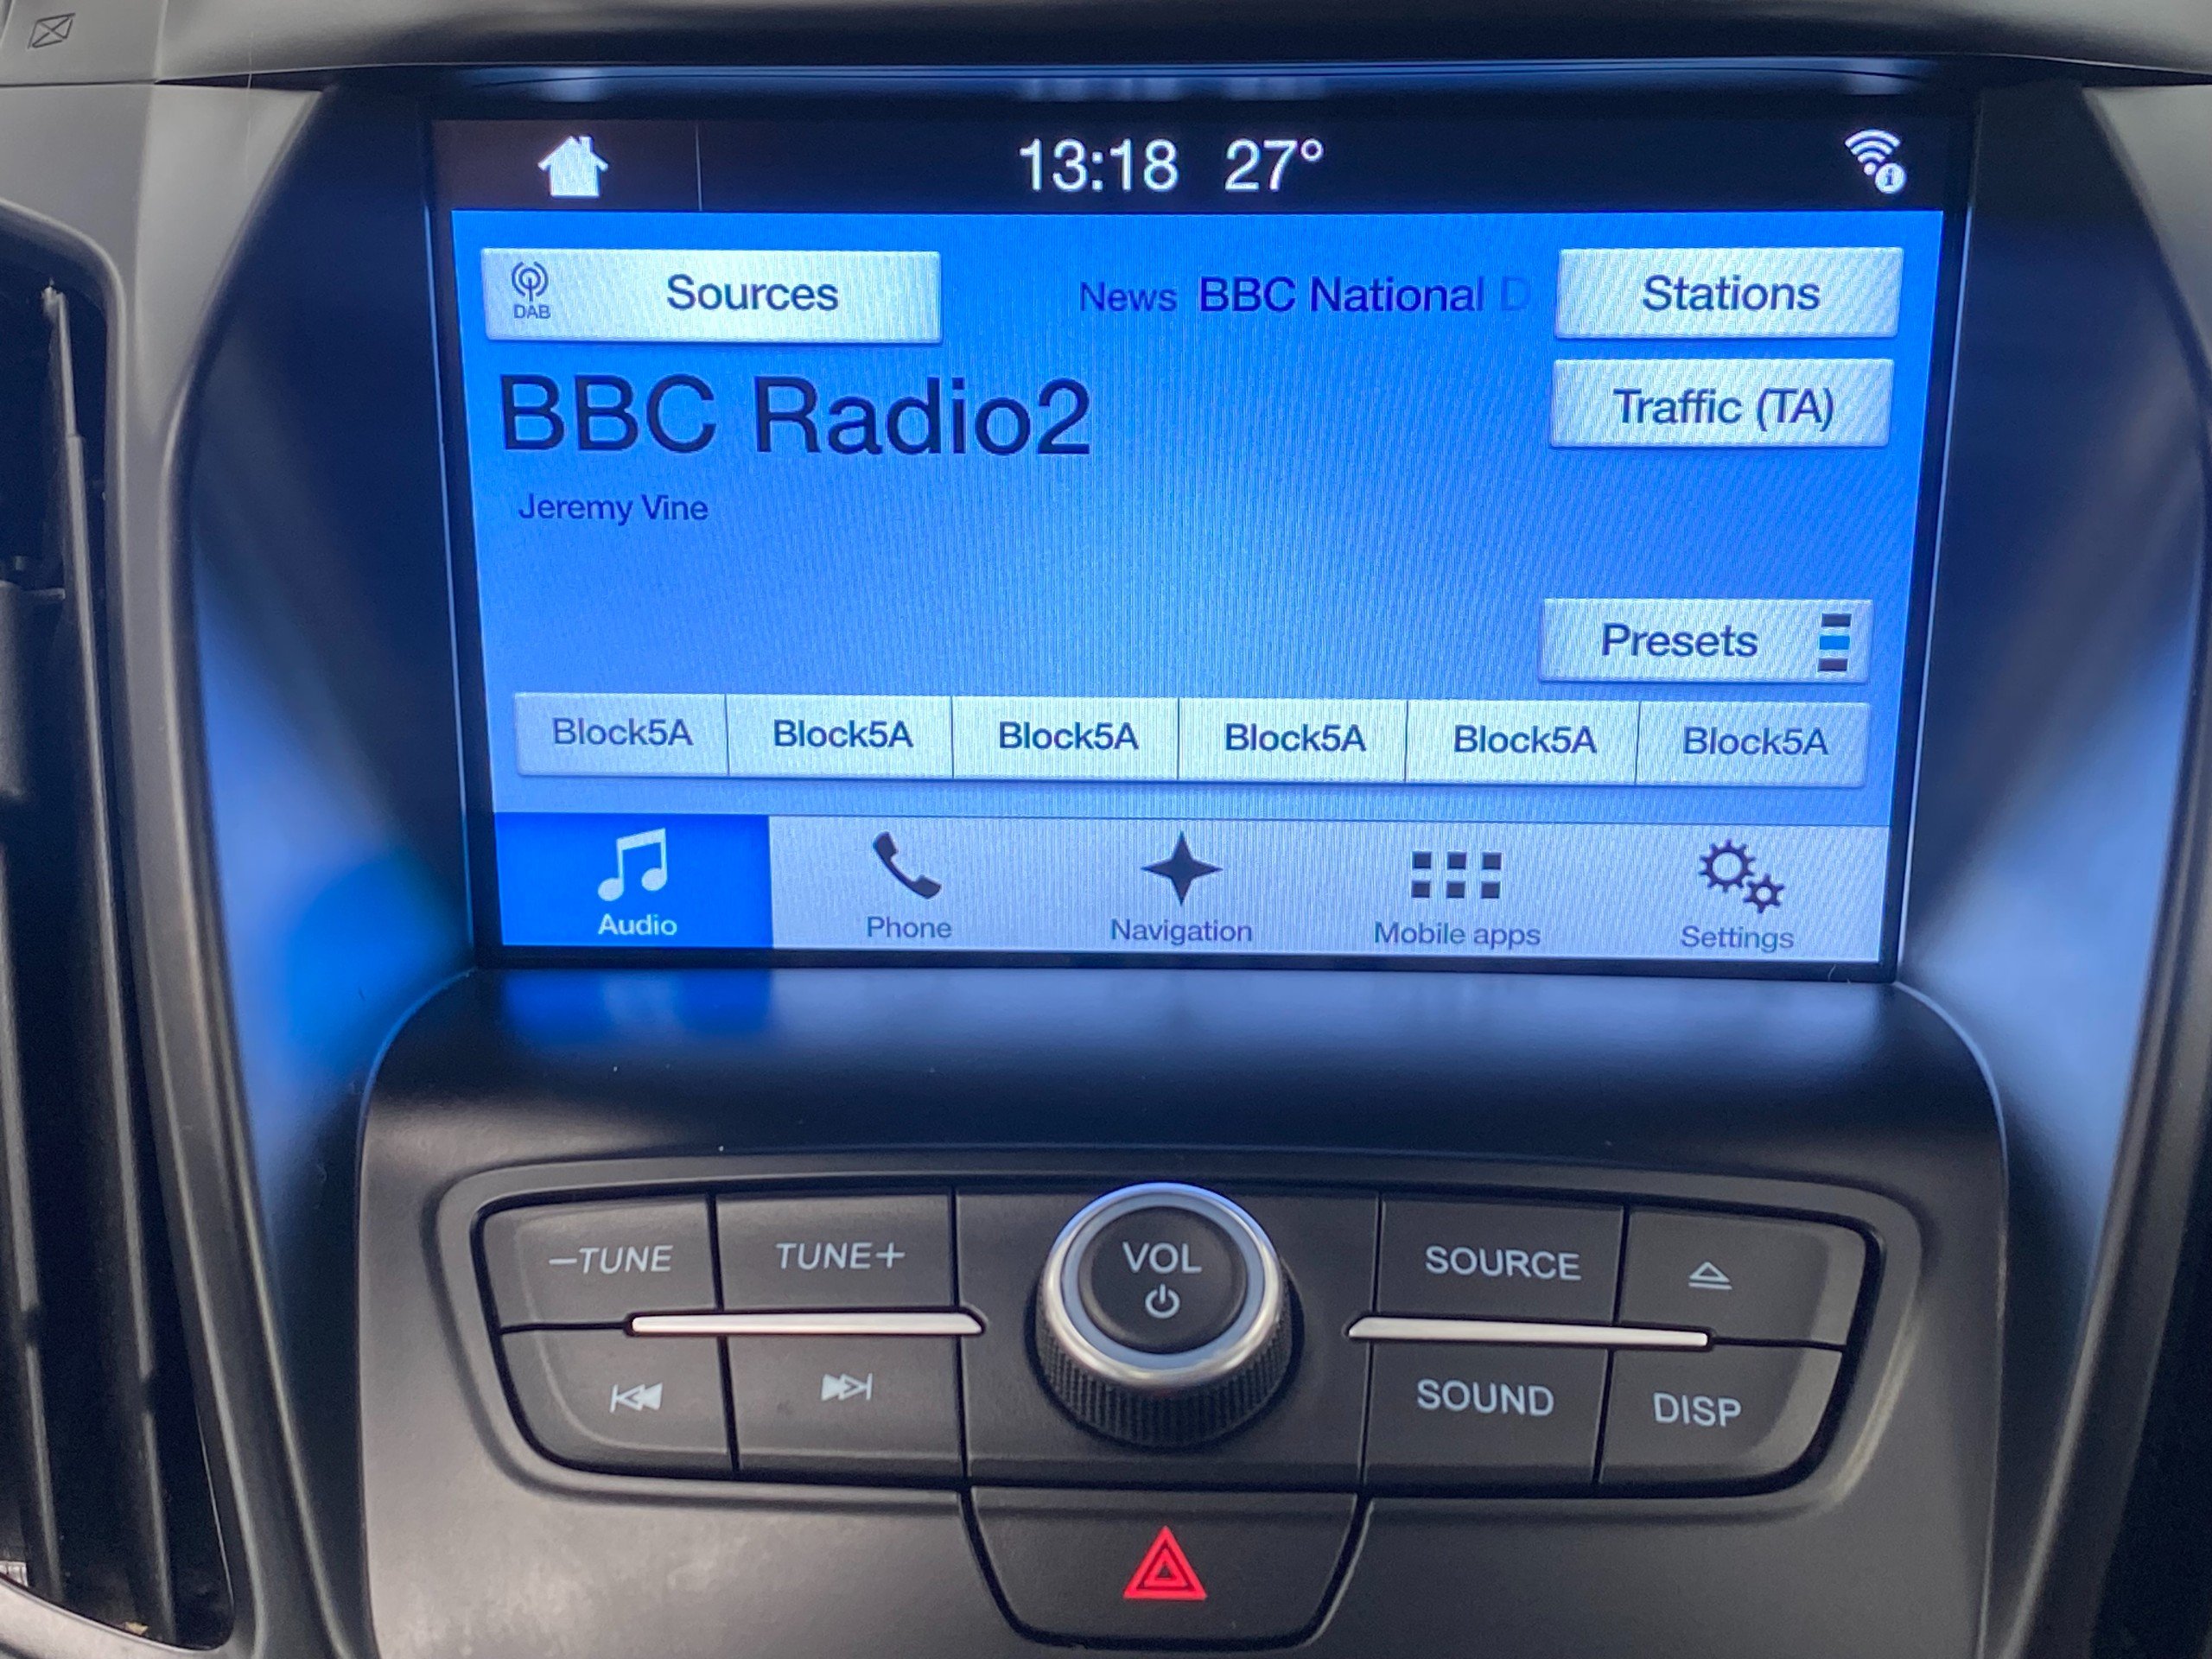 13:18 27°
DAB Sources News BBC National D Stations
BBC Radio2 Traffic (TA)
Jeremy Vine
Presets
Block5A Block5A Block5A Block5A Block5A Block5A
Audio Phone Navigation Mobile apps Settings
–TUNE TUNE+ VOL SOURCE
SOUND DISP